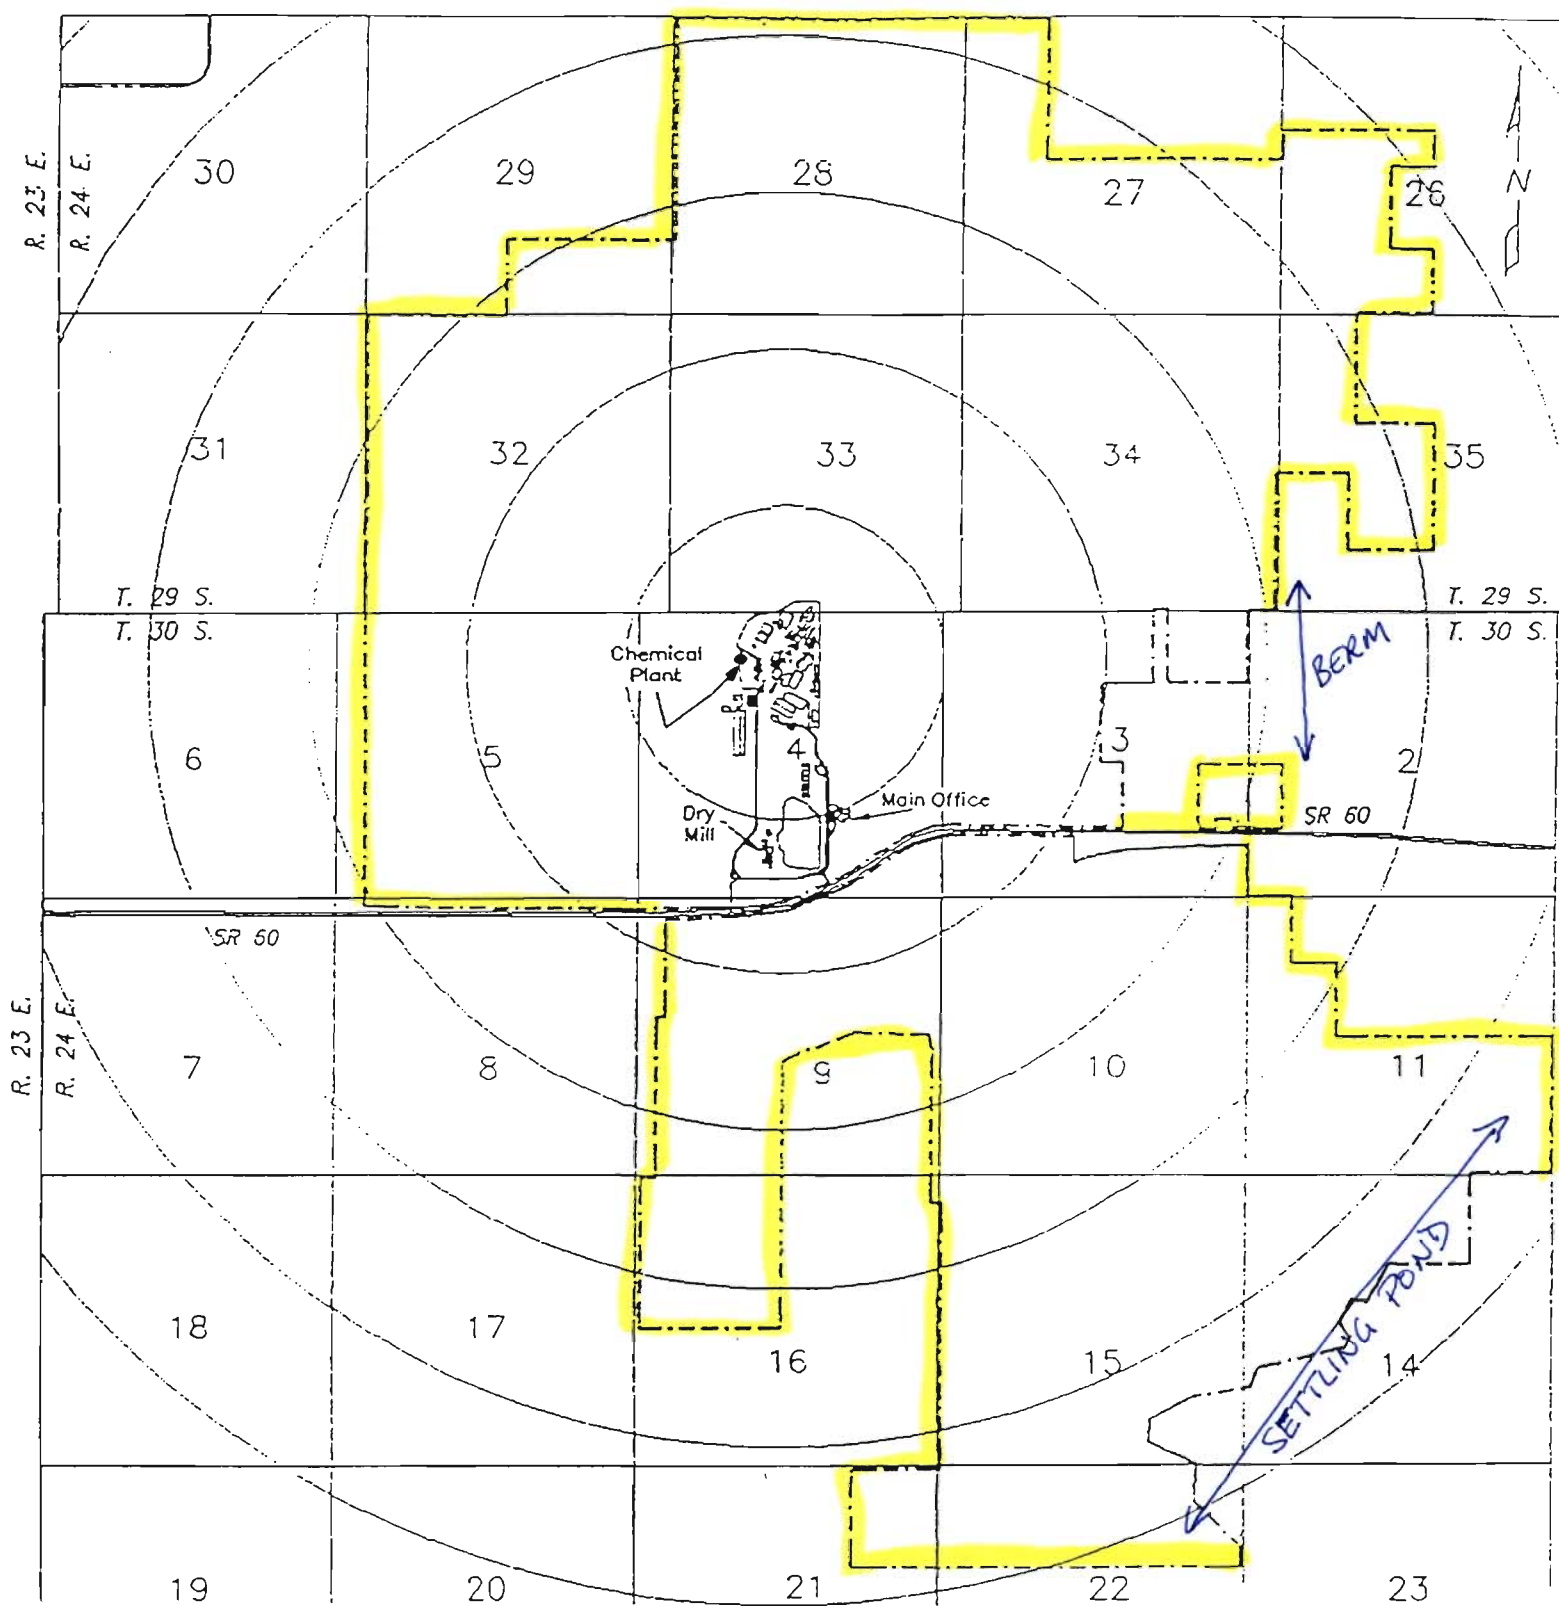 30
29
28
27
26
R. 23 E.
R. 24 E.
N
31
32
33
34
35
T. 29 S.
T. 30 S.
T. 29 S.
T. 30 S.
Chemical
Plant
BERM
6
5
4
3
2
Main Office
Dry
Mill
SR 60
SR 60
R. 23 E.
R. 24 E.
7
8
9
10
11
18
17
16
15
14
SETTLING POND
19
20
21
22
23